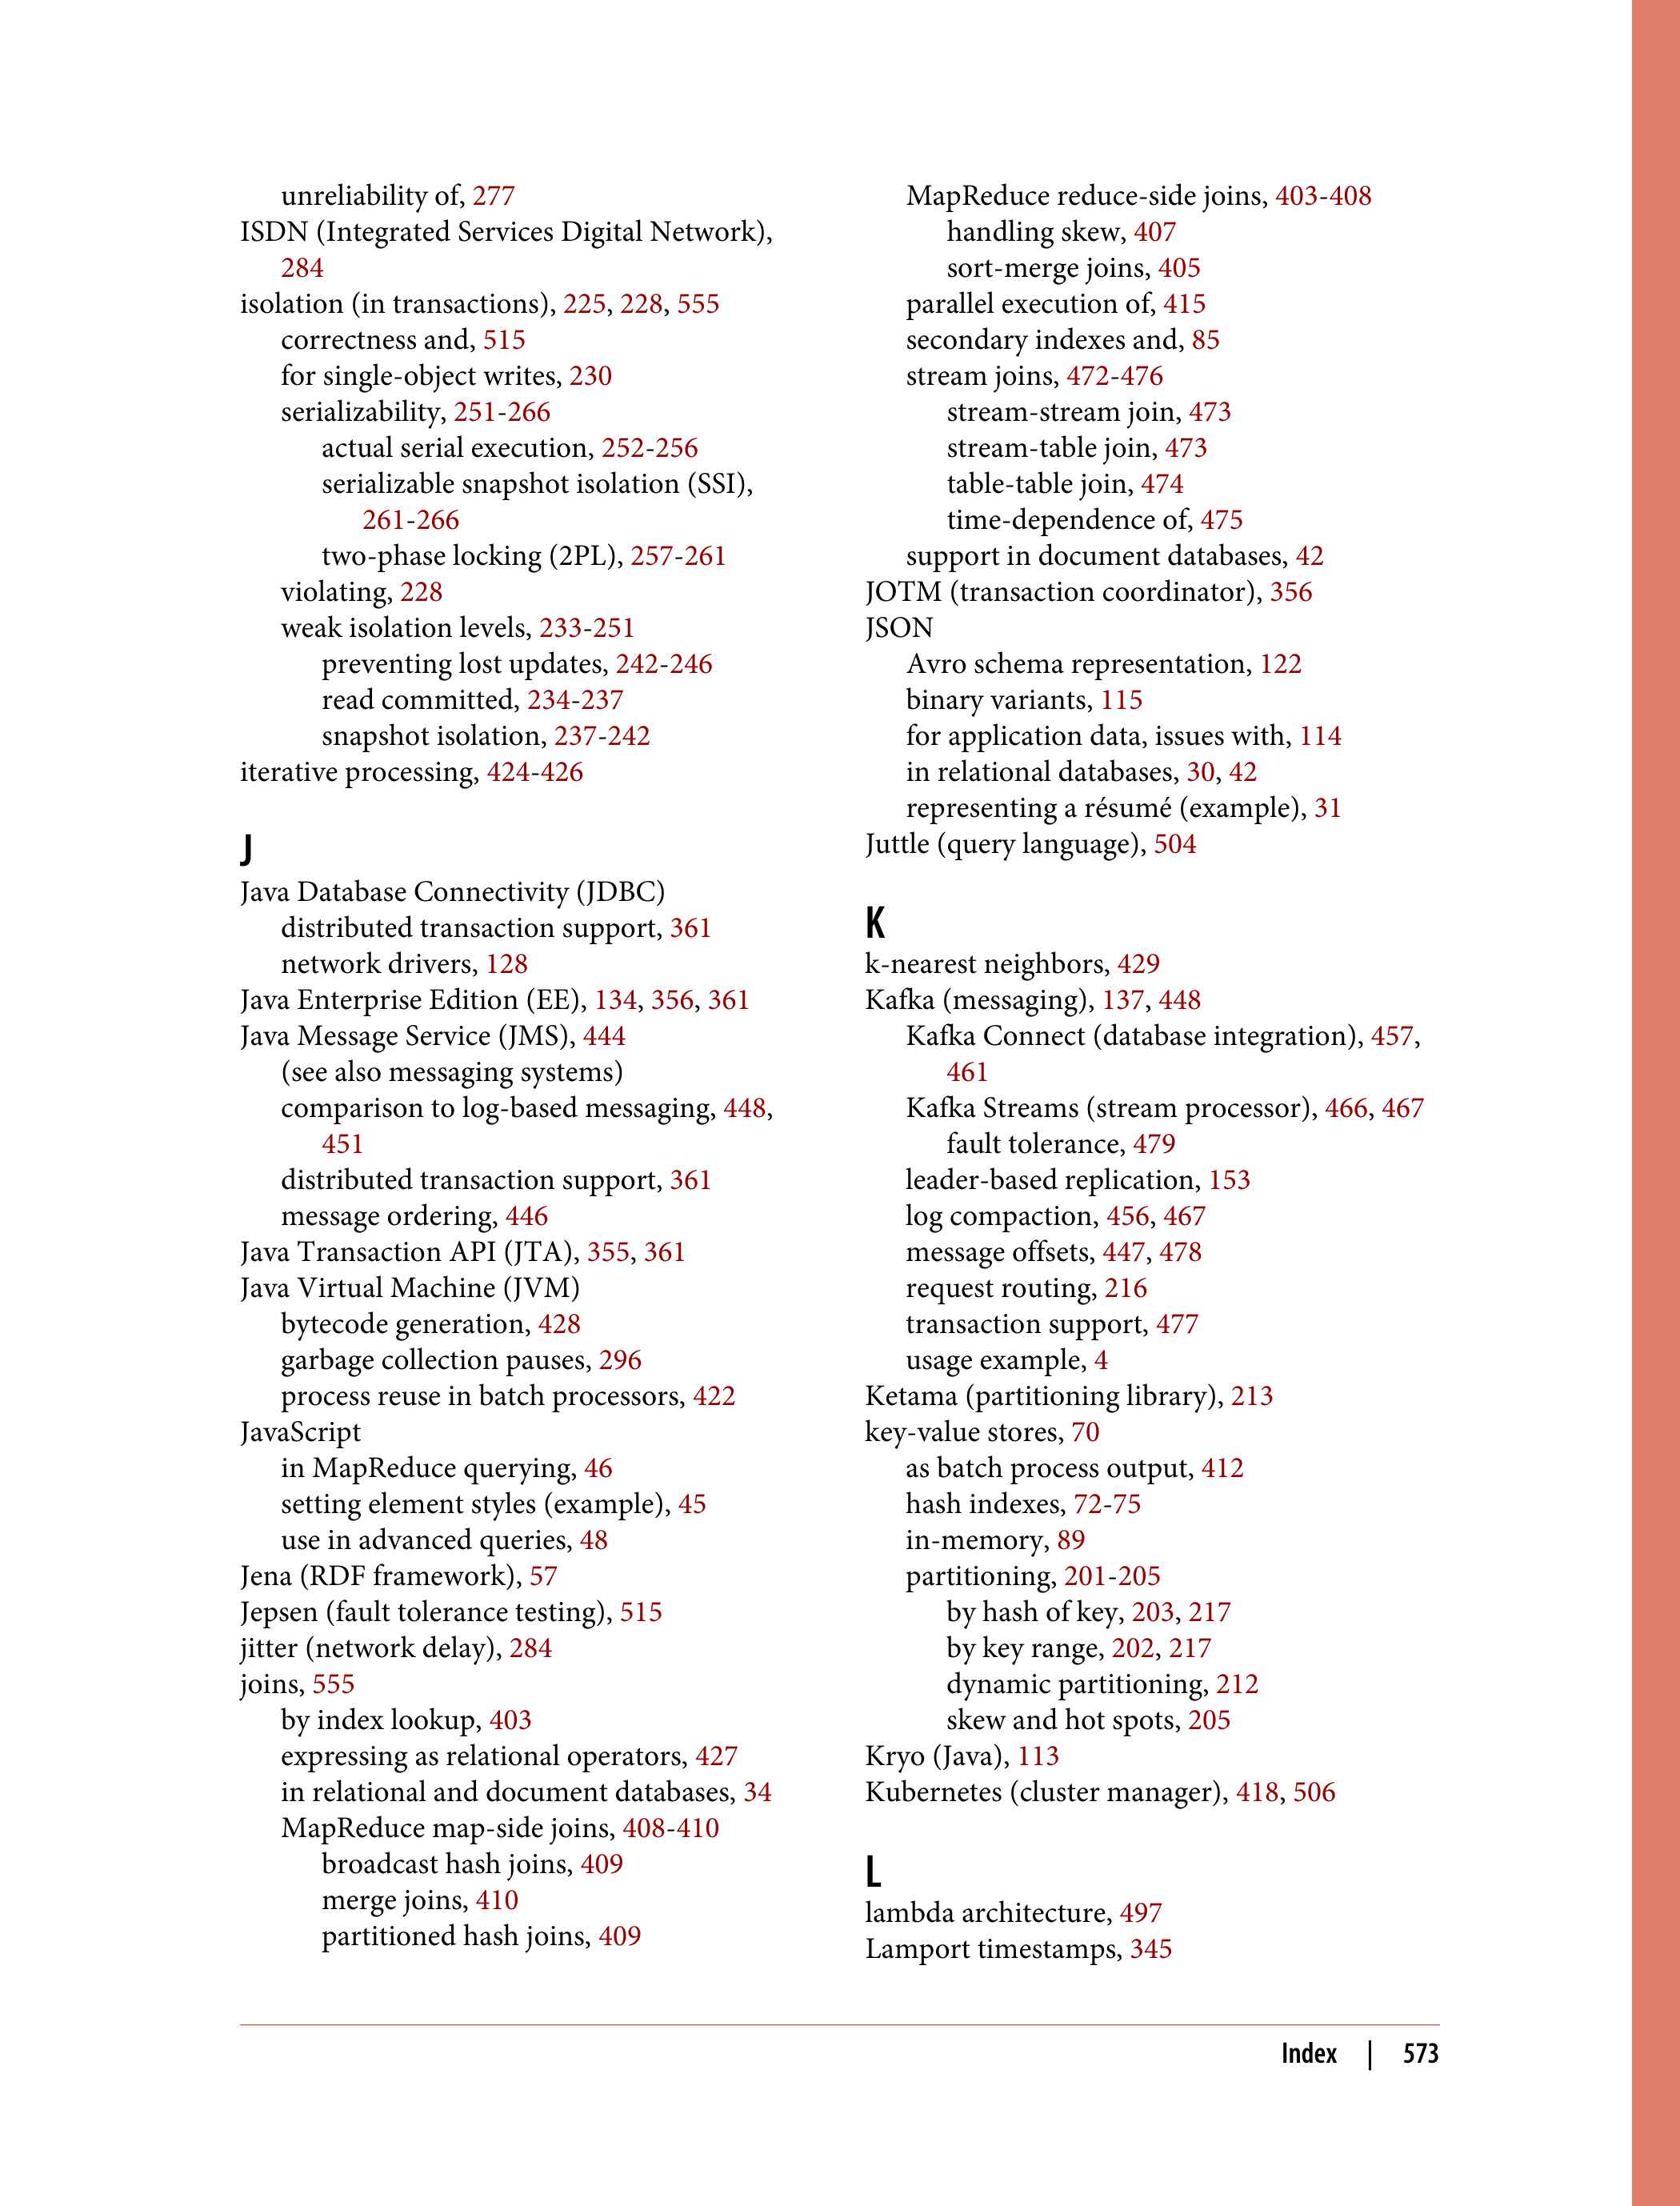 unreliability of, 277
ISDN (Integrated Services Digital Network),
284
isolation (in transactions), 225, 228, 555
correctness and, 515
for single-object writes, 230
serializability, 251-266
actual serial execution, 252-256
serializable snapshot isolation (SSI),
261-266
two-phase locking (2PL), 257-261
violating, 228
weak isolation levels, 233-251
preventing lost updates, 242-246
read committed, 234-237
snapshot isolation, 237-242
iterative processing, 424-426
J
Java Database Connectivity (JDBC)
distributed transaction support, 361
network drivers, 128
Java Enterprise Edition (EE), 134, 356, 361
Java Message Service (JMS), 444
(see also messaging systems)
comparison to log-based messaging, 448,
451
distributed transaction support, 361
message ordering, 446
Java Transaction API (JTA), 355, 361
Java Virtual Machine (JVM)
bytecode generation, 428
garbage collection pauses, 296
process reuse in batch processors, 422
JavaScript
in MapReduce querying, 46
setting element styles (example), 45
use in advanced queries, 48
Jena (RDF framework), 57
Jepsen (fault tolerance testing), 515
jitter (network delay), 284
joins, 555
by index lookup, 403
expressing as relational operators, 427
in relational and document databases, 34
MapReduce map-side joins, 408-410
broadcast hash joins, 409
merge joins, 410
partitioned hash joins, 409
MapReduce reduce-side joins, 403-408
handling skew, 407
sort-merge joins, 405
parallel execution of, 415
secondary indexes and, 85
stream joins, 472-476
stream-stream join, 473
stream-table join, 473
table-table join, 474
time-dependence of, 475
support in document databases, 42
JOTM (transaction coordinator), 356
JSON
Avro schema representation, 122
binary variants, 115
for application data, issues with, 114
in relational databases, 30, 42
representing a résumé (example), 31
Juttle (query language), 504
K
k-nearest neighbors, 429
Kafka (messaging), 137, 448
Kafka Connect (database integration), 457,
461
Kafka Streams (stream processor), 466, 467
fault tolerance, 479
leader-based replication, 153
log compaction, 456, 467
message offsets, 447, 478
request routing, 216
transaction support, 477
usage example, 4
Ketama (partitioning library), 213
key-value stores, 70
as batch process output, 412
hash indexes, 72-75
in-memory, 89
partitioning, 201-205
by hash of key, 203, 217
by key range, 202, 217
dynamic partitioning, 212
skew and hot spots, 205
Kryo (Java), 113
Kubernetes (cluster manager), 418, 506
L
lambda architecture, 497
Lamport timestamps, 345
Index | 573